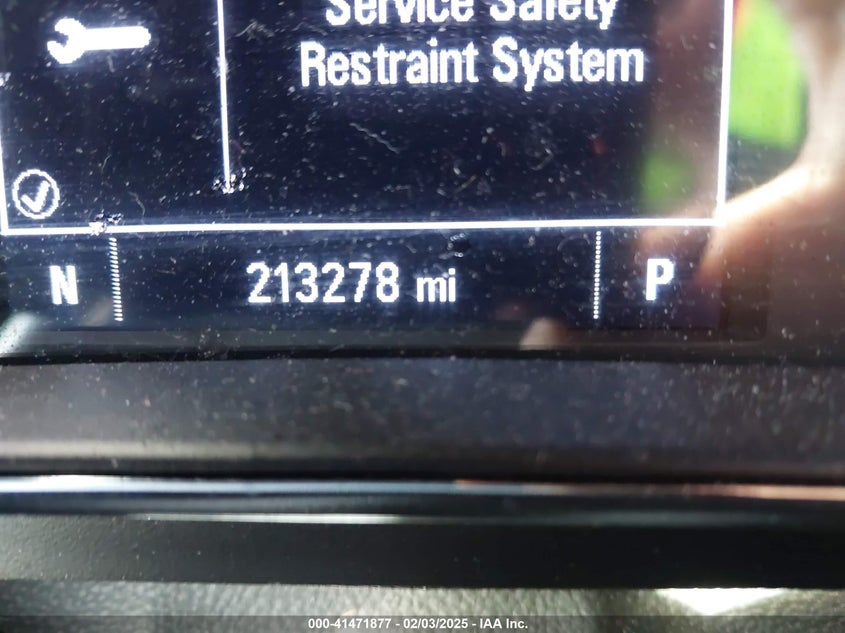 Service Safety
Restraint System
N 213278 mi P
000-41471877 - 02/03/2025 - IAA Inc.